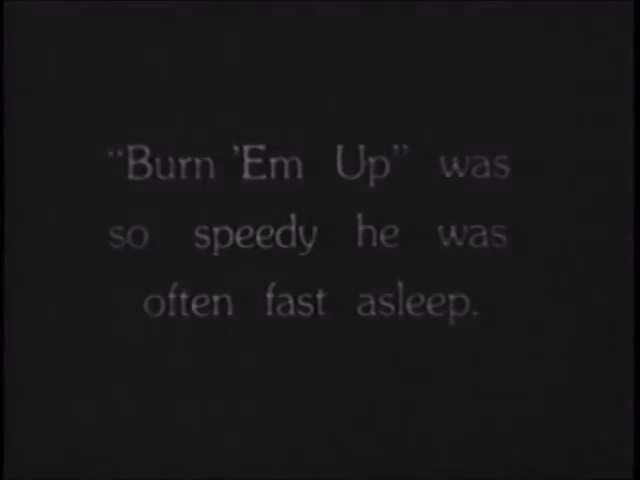 “Burn ’Em Up” was
so speedy he was
often fast asleep.